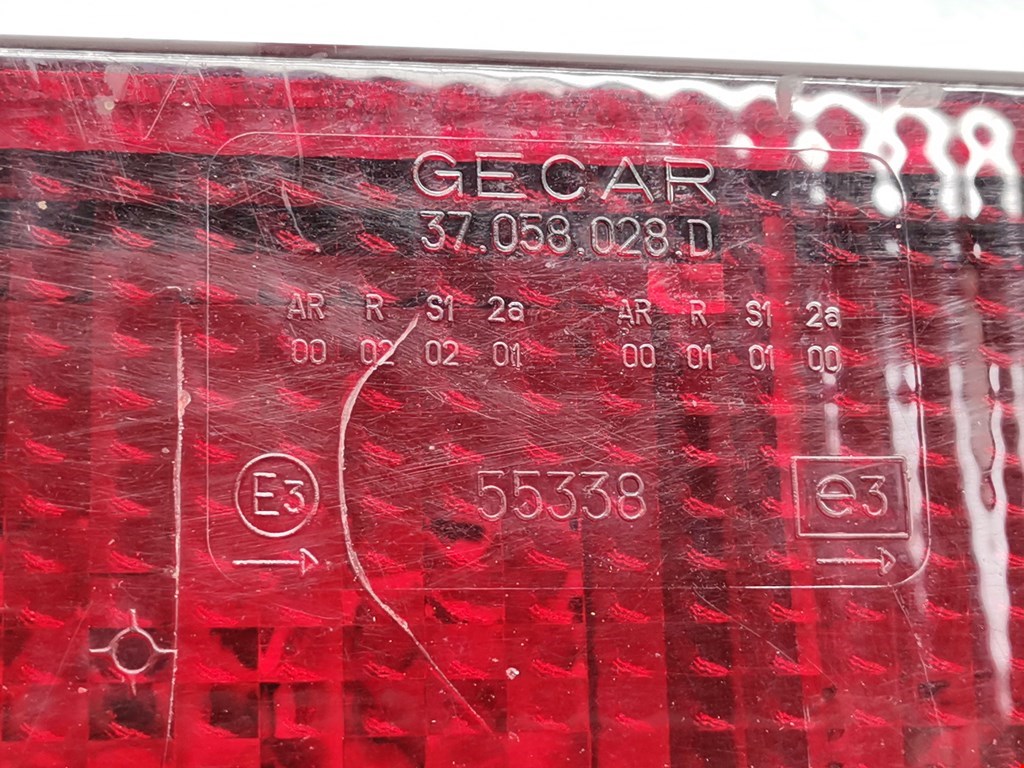 GECAR
37.058.028.D
AR R S1 2a AR R S1 2a
00 02 02 01 00 01 01 00
E3 55338 e3